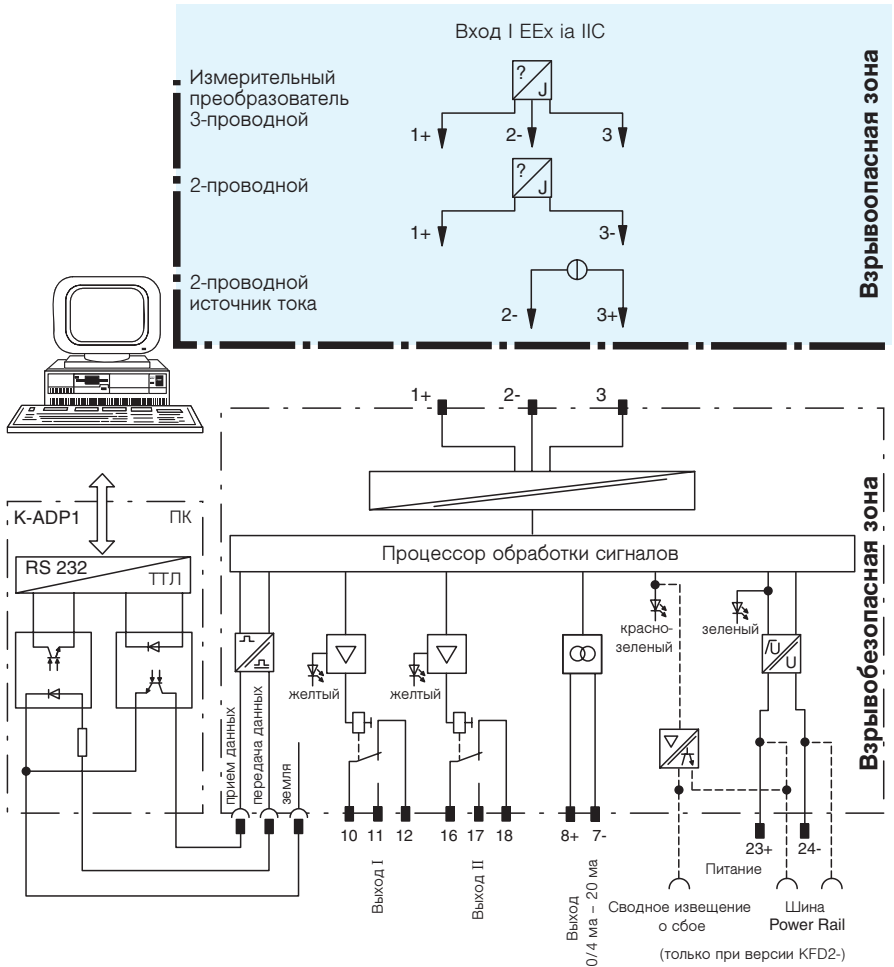 Вход I EEx ia IIC
Взрывоопасная зона
Измерительный
преобразователь
3-проводной
?
J
1+
2-
3
2-проводной
?
J
1+
3-
2-проводной
источник тока
2-
3+
1+
2-
3
Взрывобезопасная зона
K-ADP1
ПК
RS 232
ТТЛ
Процессор обработки сигналов
желтый
желтый
красно-
зеленый
зеленый
U
U
прием данных
передача данных
земля
10
11
12
16
17
18
8+
7-
23+
24-
Выход I
Выход II
Выход
0/4 ма – 20 ма
Питание
Сводное извещение
о сбое
Шина
Power Rail
(только при версии KFD2-)